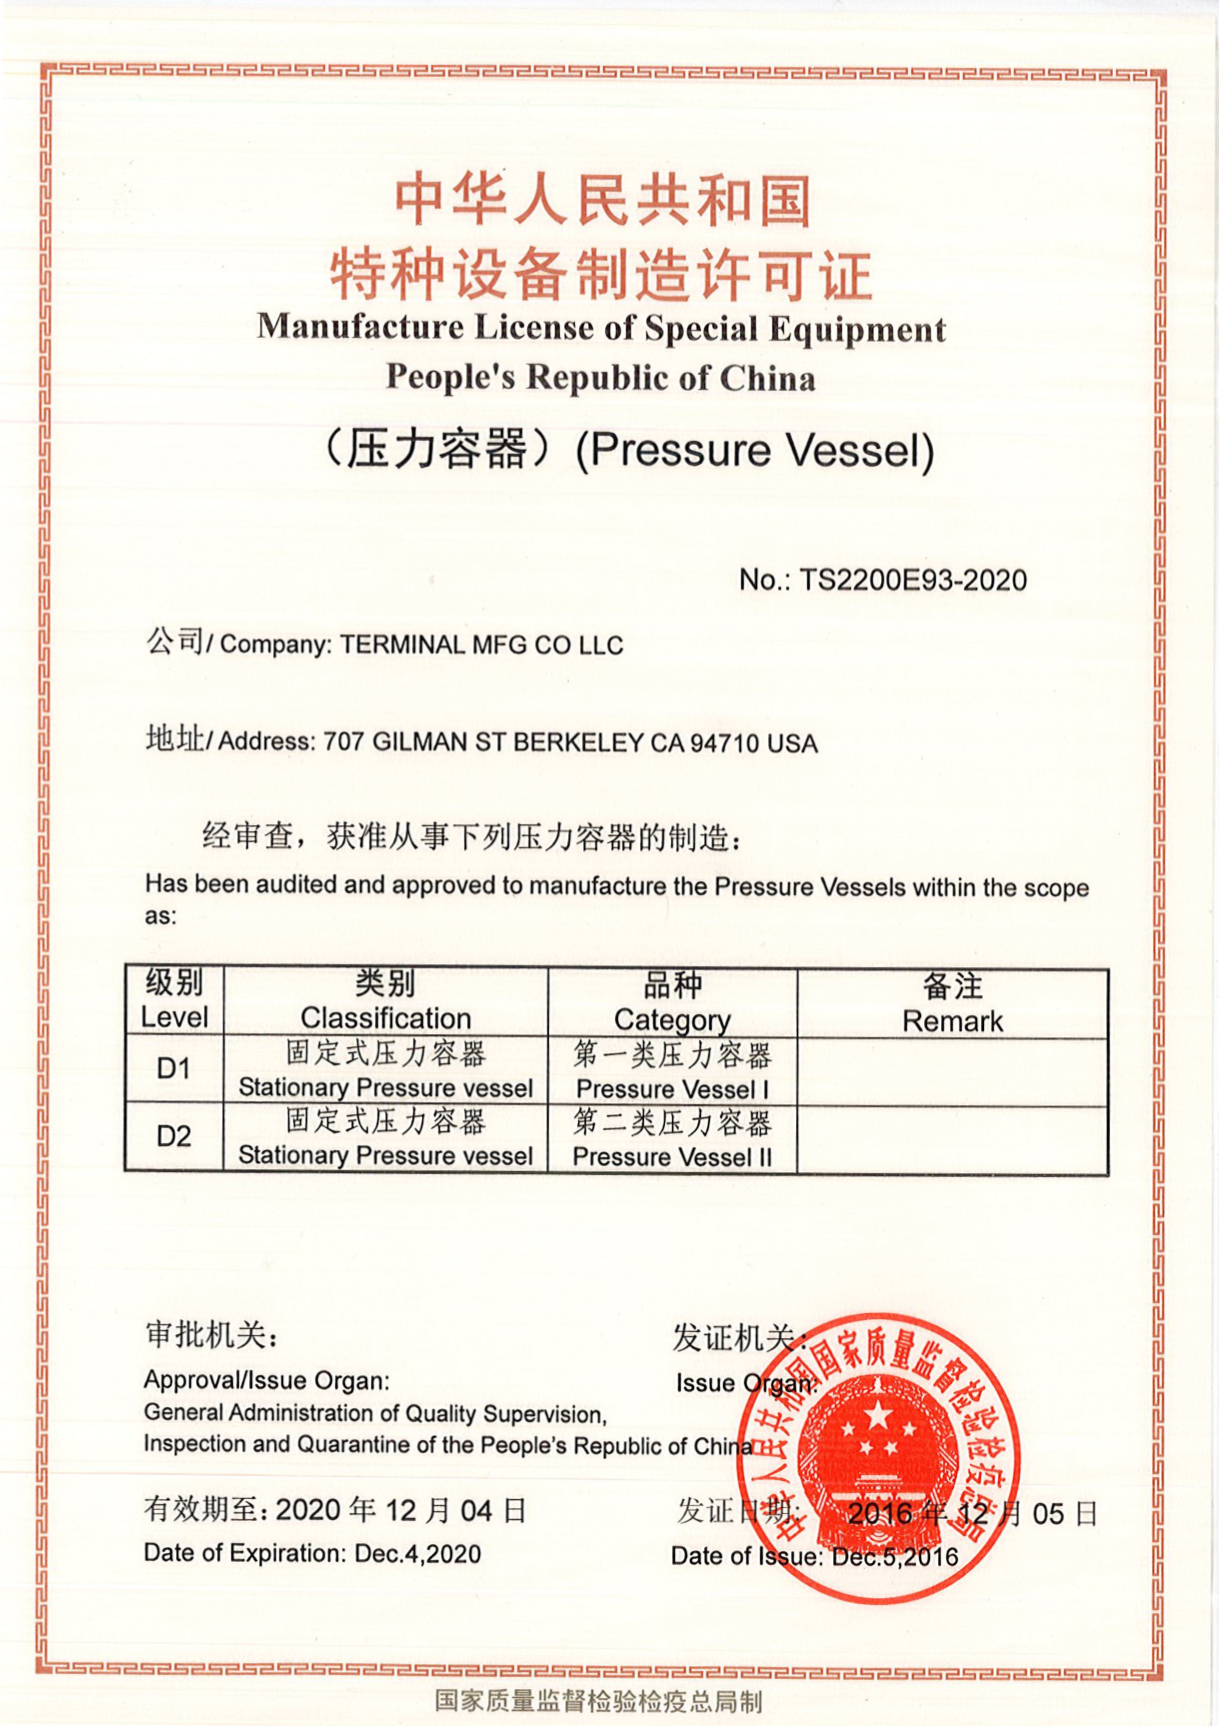 中华人民共和国
特种设备制造许可证
Manufacture License of Special Equipment
People's Republic of China
（压力容器）(Pressure Vessel)
No.: TS2200E93-2020
公司/ Company: TERMINAL MFG CO LLC
地址/ Address: 707 GILMAN ST BERKELEY CA 94710 USA
经审查，获准从事下列压力容器的制造：
Has been audited and approved to manufacture the Pressure Vessels within the scope
as:
级别 类别 品种 备注
Level Classification Category Remark
D1 固定式压力容器 第一类压力容器
Stationary Pressure vessel Pressure Vessel I
D2 固定式压力容器 第二类压力容器
Stationary Pressure vessel Pressure Vessel II
审批机关： 发证机关：
Approval/Issue Organ: Issue Organ:
General Administration of Quality Supervision,
Inspection and Quarantine of the People's Republic of China
中华人民共和国国家质量监督检验检疫总局
有效期至: 2020 年 12 月 04 日 发证日期: 2016 年 12 月 05 日
Date of Expiration: Dec.4,2020 Date of Issue: Dec.5,2016
国家质量监督检验检疫总局制